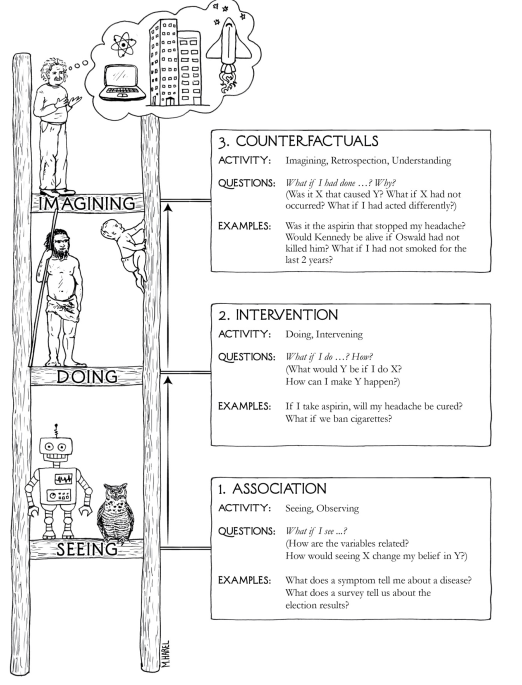 3. COUNTERFACTUALS
ACTIVITY: Imagining, Retrospection, Understanding
QUESTIONS: What if I had done …? Why?
(Was it X that caused Y? What if X had not
occurred? What if I had acted differently?)
EXAMPLES: Was it the aspirin that stopped my headache?
Would Kennedy be alive if Oswald had not
killed him? What if I had not smoked for the
last 2 years?
IMAGINING
2. INTERVENTION
ACTIVITY: Doing, Intervening
QUESTIONS: What if I do …? How?
(What would Y be if I do X?
How can I make Y happen?)
EXAMPLES: If I take aspirin, will my headache be cured?
What if we ban cigarettes?
DOING
1. ASSOCIATION
ACTIVITY: Seeing, Observing
QUESTIONS: What if I see ...?
(How are the variables related?
How would seeing X change my belief in Y?)
EXAMPLES: What does a symptom tell me about a disease?
What does a survey tell us about the
election results?
SEEING
M.HAREL